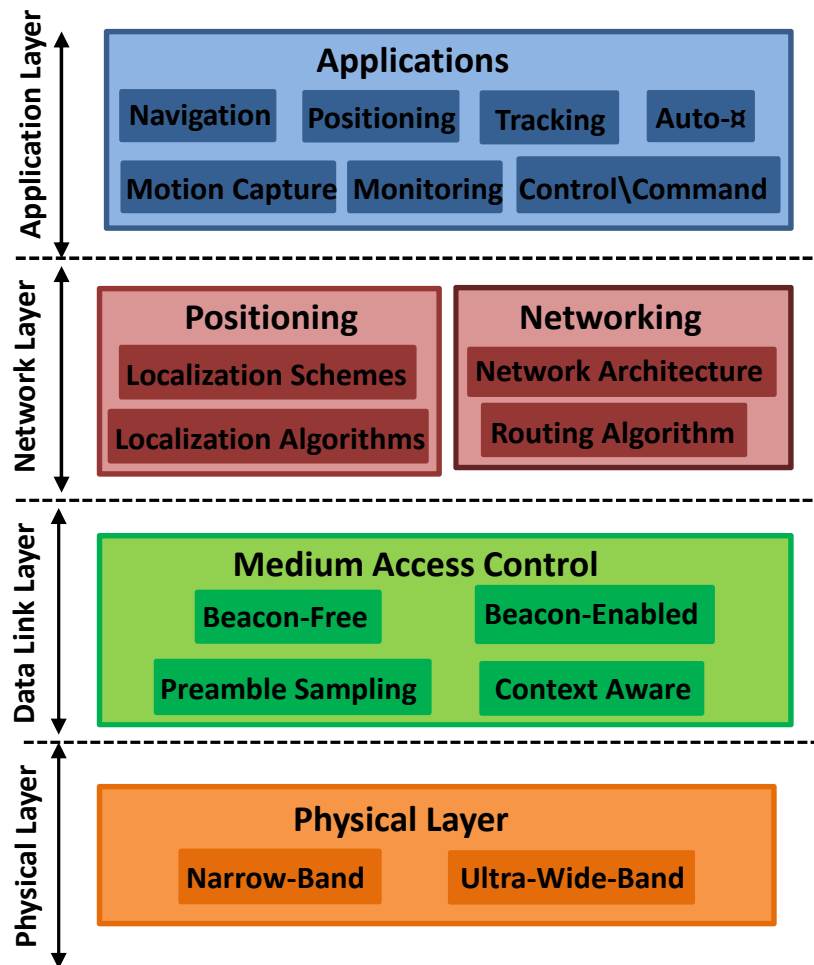 Application Layer
Applications
Navigation Positioning Tracking Auto-¤
Motion Capture Monitoring Control\Command
Network Layer
Positioning
Localization Schemes
Localization Algorithms
Networking
Network Architecture
Routing Algorithm
Data Link Layer
Medium Access Control
Beacon-Free Beacon-Enabled
Preamble Sampling Context Aware
Physical Layer
Physical Layer
Narrow-Band Ultra-Wide-Band